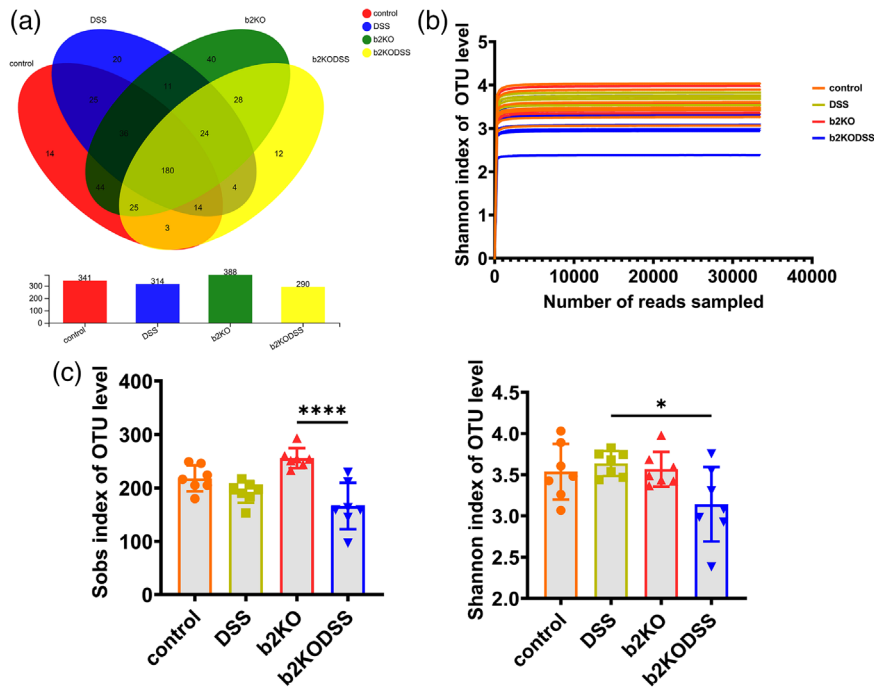 (a)
control
DSS
b2KO
b2KODSS
control
DSS
b2KO
b2KODSS
20
40
11
25
28
36
24
14
12
180
44
4
25
14
3
341
314
388
290
300
200
100
0
control
DSS
b2KO
b2KODSS
(b)
Shannon index of OTU level
5
4
3
2
1
0
0
10000
20000
30000
40000
Number of reads sampled
control
DSS
b2KO
b2KODSS
(c)
Sobs index of OTU level
400
300
200
100
0
****
control
DSS
b2KO
b2KODSS
Shannon index of OTU level
4.5
4.0
3.5
3.0
2.5
2.0
*
control
DSS
b2KO
b2KODSS